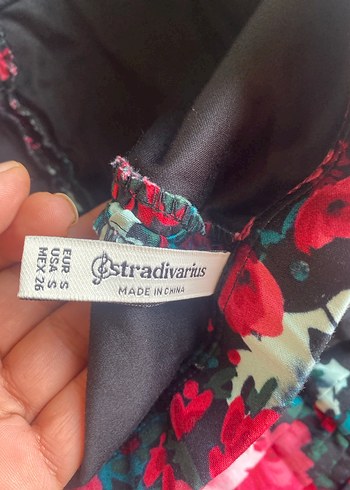 stradivarius
MADE IN CHINA
EUR S
USA S
MEX 26